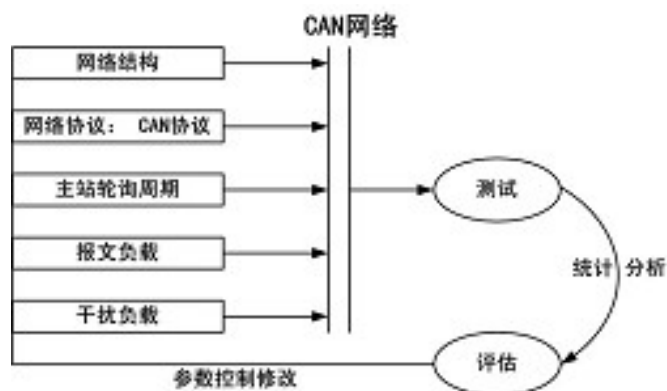 CAN网络
网络结构
网络协议： CAN协议
主站轮询周期
报文负载
干扰负载
测试
统计 分析
评估
参数控制修改